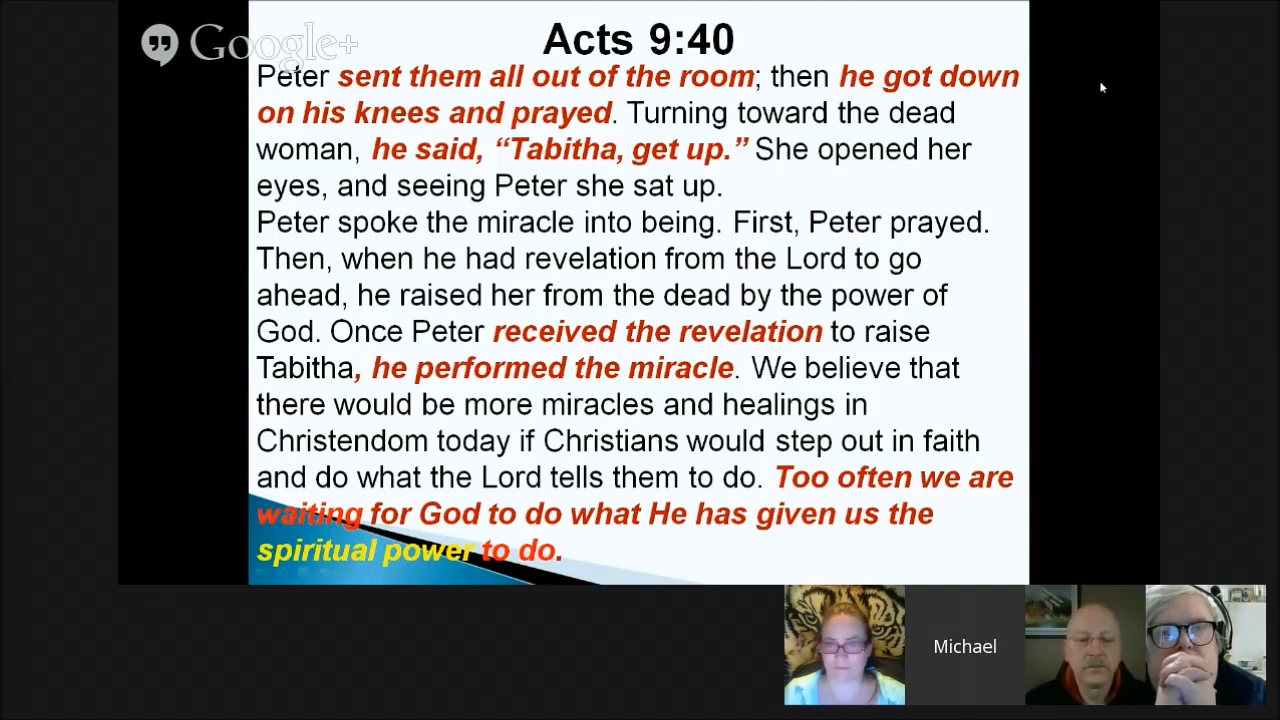 Google+
Acts 9:40
Peter sent them all out of the room; then he got down
on his knees and prayed. Turning toward the dead
woman, he said, “Tabitha, get up.” She opened her
eyes, and seeing Peter she sat up.
Peter spoke the miracle into being. First, Peter prayed.
Then, when he had revelation from the Lord to go
ahead, he raised her from the dead by the power of
God. Once Peter received the revelation to raise
Tabitha, he performed the miracle. We believe that
there would be more miracles and healings in
Christendom today if Christians would step out in faith
and do what the Lord tells them to do. Too often we are
waiting for God to do what He has given us the
spiritual power to do.
Michael